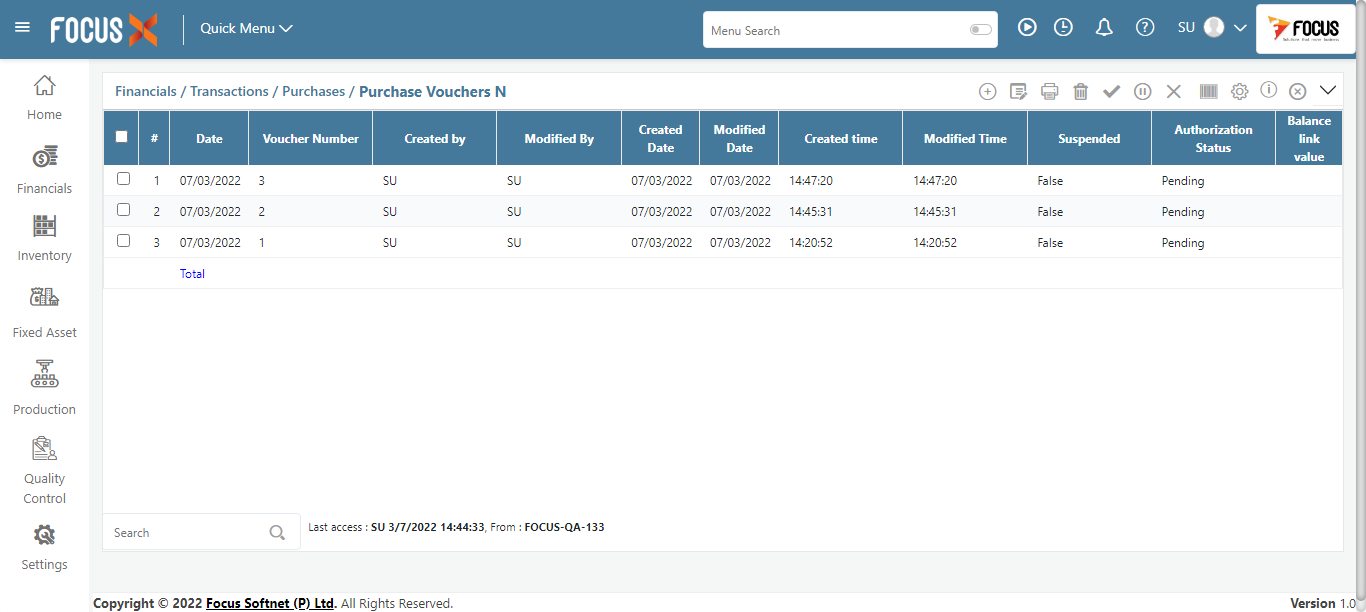 FOCUS X Quick Menu Menu Search SU FOCUS
Home
Financials
Inventory
Fixed Asset
Production
Quality
Control
Settings
Financials / Transactions / Purchases / Purchase Vouchers N
# Date Voucher Number Created by Modified By Created Date Modified Date Created time Modified Time Suspended Authorization Status Balance link value
1 07/03/2022 3 SU SU 07/03/2022 07/03/2022 14:47:20 14:47:20 False Pending
2 07/03/2022 2 SU SU 07/03/2022 07/03/2022 14:45:31 14:45:31 False Pending
3 07/03/2022 1 SU SU 07/03/2022 07/03/2022 14:20:52 14:20:52 False Pending
Total
Search Last access : SU 3/7/2022 14:44:33, From : FOCUS-QA-133
Copyright © 2022 Focus Softnet (P) Ltd. All Rights Reserved. Version 1.0